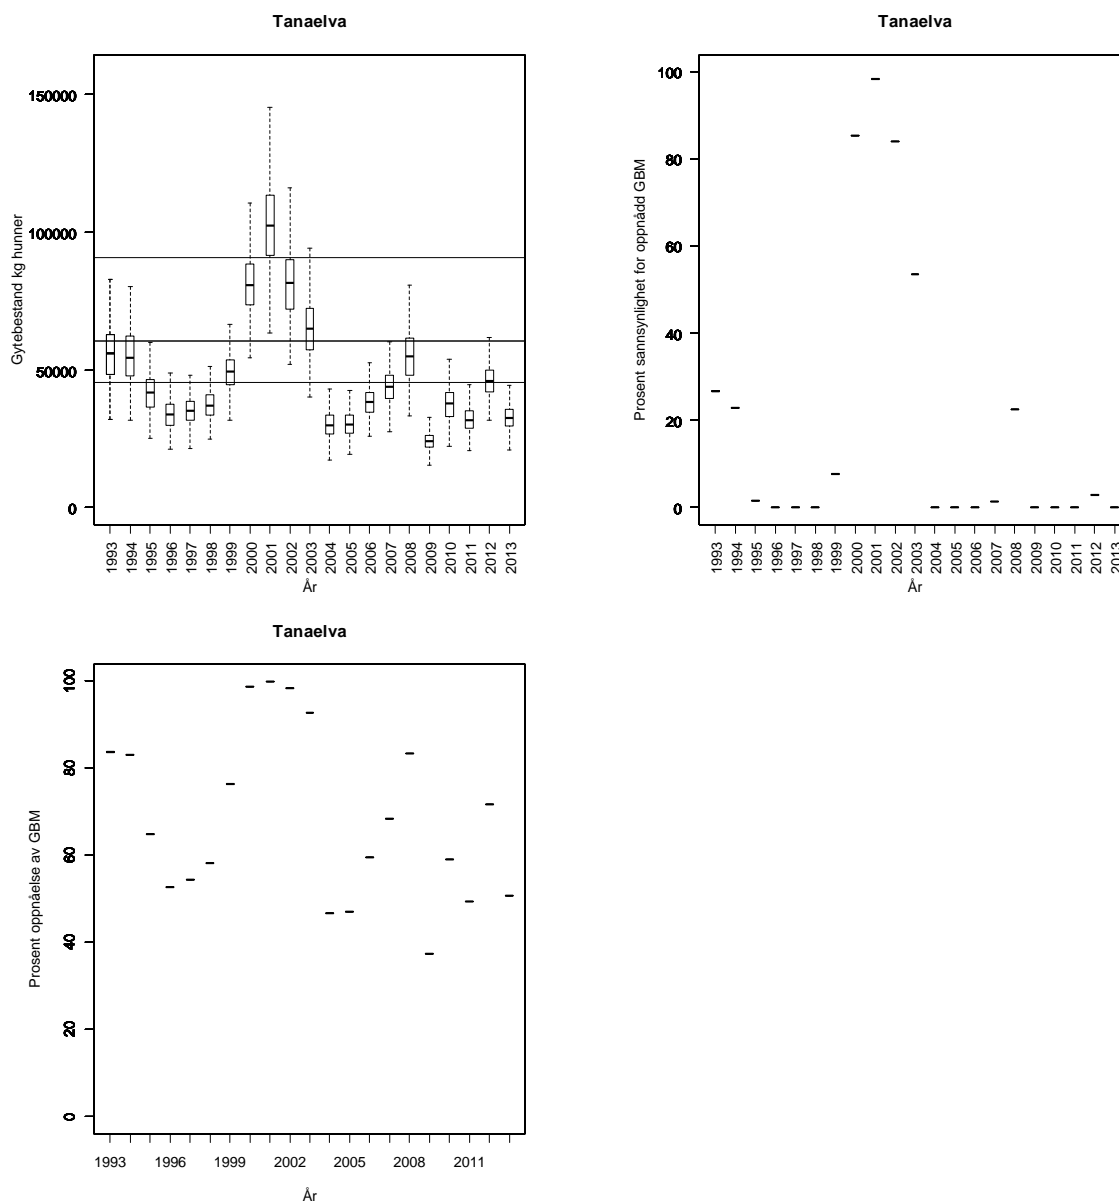 Tanaelva
Gytebestand kg hunner
150000
100000
50000
0
1993 1994 1995 1996 1997 1998 1999 2000 2001 2002 2003 2004 2005 2006 2007 2008 2009 2010 2011 2012 2013
År
Tanaelva
Prosent sannsynlighet for oppnådd GBM
100
80
60
40
20
0
1993 1994 1995 1996 1997 1998 1999 2000 2001 2002 2003 2004 2005 2006 2007 2008 2009 2010 2011 2012 2013
År
Tanaelva
Prosent oppnåelse av GBM
100
80
60
40
20
0
1993 1996 1999 2002 2005 2008 2011
År